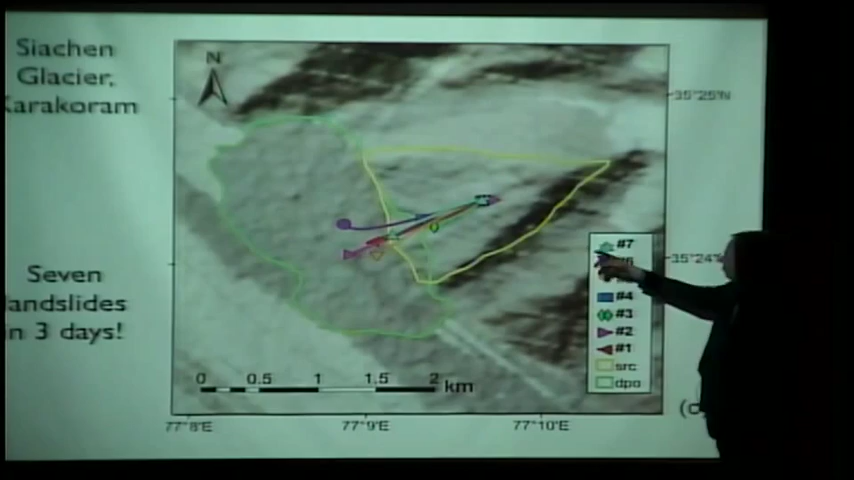 Siachen
Glacier,
Karakoram
Seven
landslides
in 3 days!
N
35°25'N
35°24'
#7
#4
#3
#2
#1
src
dpo
0 0.5 1 1.5 2 km
77°8'E
77°9'E
77°10'E